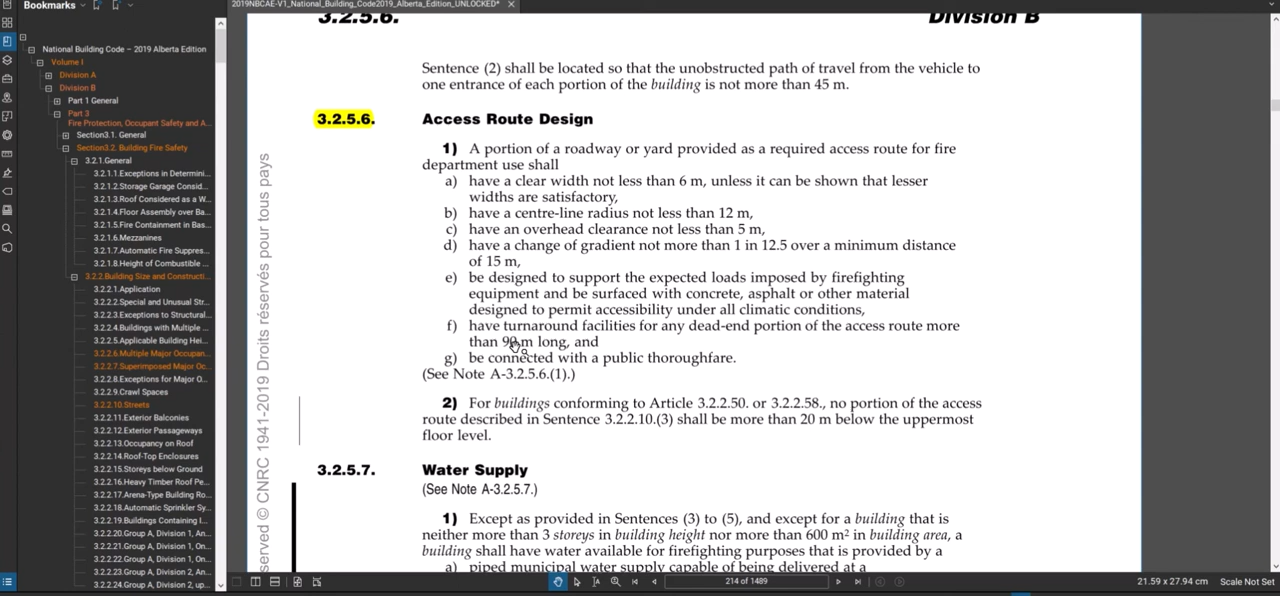 Bookmarks
2019NBCAE-V1_National_Building_Code2019_Alberta_Edition_UNLOCKED*
National Building Code – 2019 Alberta Edition
Volume I
Division A
Division B
Part 1 General
Part 3
Fire Protection, Occupant Safety and A...
Section3.1. General
Section3.2. Building Fire Safety
3.2.1.General
3.2.1.1.Exceptions in Determini...
3.2.1.2.Storage Garage Consid...
3.2.1.3.Roof Considered as a W...
3.2.1.4.Floor Assembly over Ba...
3.2.1.5.Fire Containment in Bas...
3.2.1.6.Mezzanines
3.2.1.7.Automatic Fire Suppres...
3.2.1.8.Height of Combustible ...
3.2.2.Building Size and Constructi...
3.2.2.1.Application
3.2.2.2.Special and Unusual Str...
3.2.2.3.Exceptions to Structural...
3.2.2.4.Buildings with Multiple ...
3.2.2.5.Applicable Building Hei...
3.2.2.6.Multiple Major Occupan...
3.2.2.7.Superimposed Major Oc...
3.2.2.8.Exceptions for Major O...
3.2.2.9.Crawl Spaces
3.2.2.10.Streets
3.2.2.11.Exterior Balconies
3.2.2.12.Exterior Passageways
3.2.2.13.Occupancy on Roof
3.2.2.14.Roof-Top Enclosures
3.2.2.15.Storeys below Ground
3.2.2.16.Heavy Timber Roof Pe...
3.2.2.17.Arena-Type Building Ro...
3.2.2.18.Automatic Sprinkler Sy...
3.2.2.19.Buildings Containing I...
3.2.2.20.Group A, Division 1, An...
3.2.2.21.Group A, Division 1, On...
3.2.2.22.Group A, Division 1, On...
3.2.2.23.Group A, Division 2, An...
3.2.2.24.Group A, Division 2, up...
3.2.5.6. Division B
Sentence (2) shall be located so that the unobstructed path of travel from the vehicle to
one entrance of each portion of the building is not more than 45 m.
3.2.5.6. Access Route Design
1) A portion of a roadway or yard provided as a required access route for fire
department use shall
a) have a clear width not less than 6 m, unless it can be shown that lesser
widths are satisfactory,
b) have a centre-line radius not less than 12 m,
c) have an overhead clearance not less than 5 m,
d) have a change of gradient not more than 1 in 12.5 over a minimum distance
of 15 m,
e) be designed to support the expected loads imposed by firefighting
equipment and be surfaced with concrete, asphalt or other material
designed to permit accessibility under all climatic conditions,
f) have turnaround facilities for any dead-end portion of the access route more
than 90 m long, and
g) be connected with a public thoroughfare.
(See Note A-3.2.5.6.(1).)
2) For buildings conforming to Article 3.2.2.50. or 3.2.2.58., no portion of the access
route described in Sentence 3.2.2.10.(3) shall be more than 20 m below the uppermost
floor level.
3.2.5.7. Water Supply
(See Note A-3.2.5.7.)
1) Except as provided in Sentences (3) to (5), and except for a building that is
neither more than 3 storeys in building height nor more than 600 m² in building area, a
building shall have water available for firefighting purposes that is provided by a
a) piped municipal water supply capable of being delivered at a
served © CNRC 1941-2019 Droits réservés pour tous pays
214 of 1489
21.59 x 27.94 cm Scale Not Set